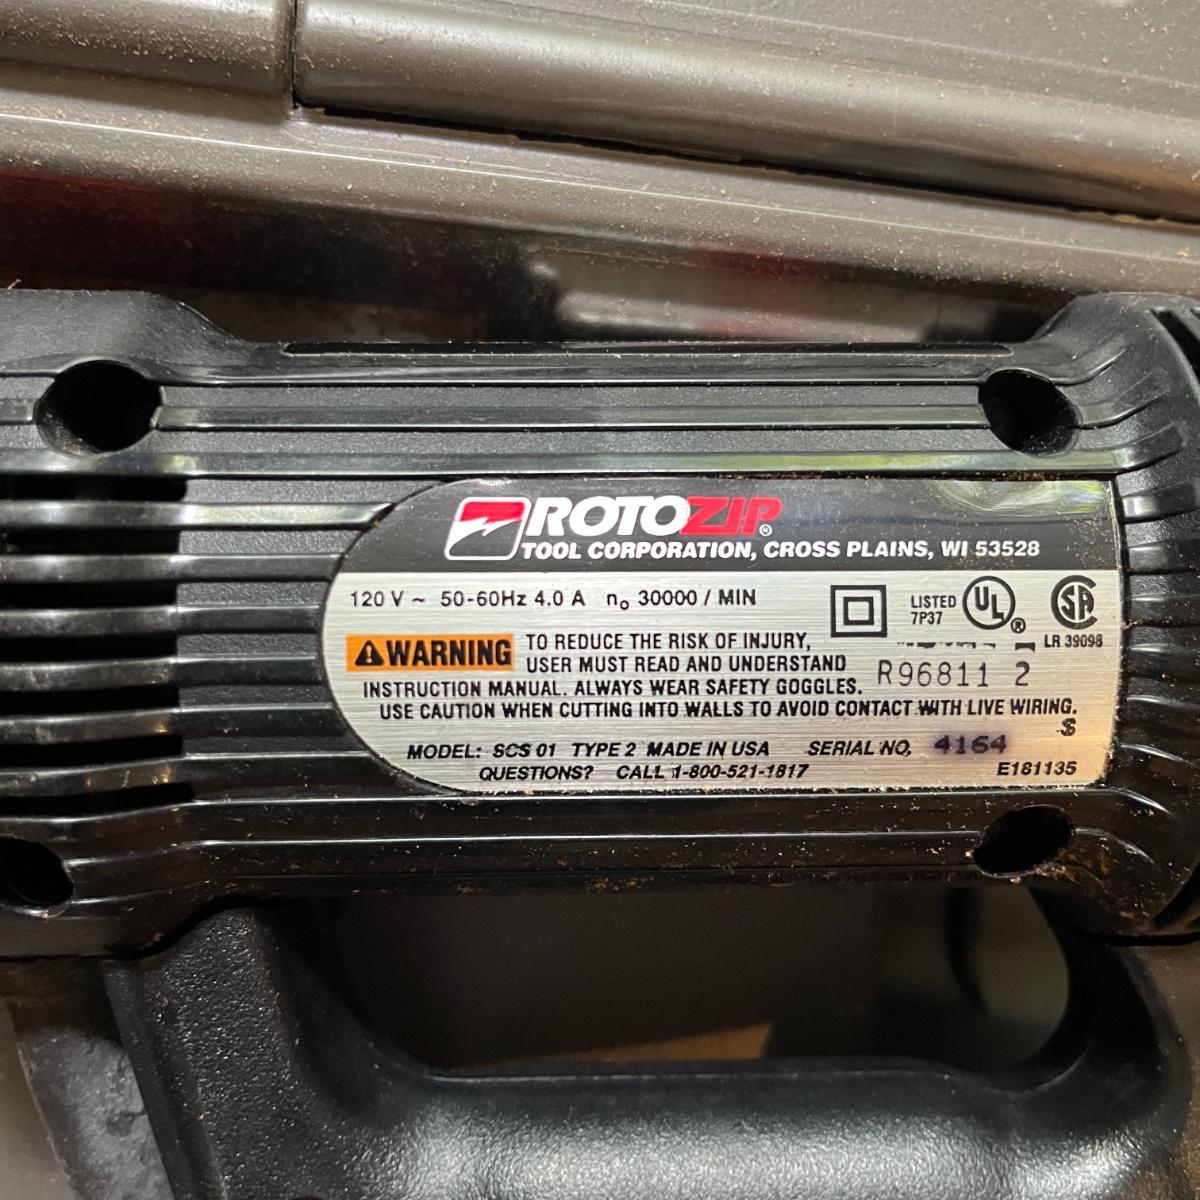 ROTOZIP®
TOOL CORPORATION, CROSS PLAINS, WI 53528
120 V ~ 50-60Hz 4.0 A n₀ 30000 / MIN
LISTED
7P37
UL®
SA
LR 39098
WARNING TO REDUCE THE RISK OF INJURY,
USER MUST READ AND UNDERSTAND
R96811 2
INSTRUCTION MANUAL. ALWAYS WEAR SAFETY GOGGLES.
USE CAUTION WHEN CUTTING INTO WALLS TO AVOID CONTACT WITH LIVE WIRING.
S
MODEL: SCS 01 TYPE 2 MADE IN USA SERIAL NO, 4164
QUESTIONS? CALL 1-800-521-1817 E181135